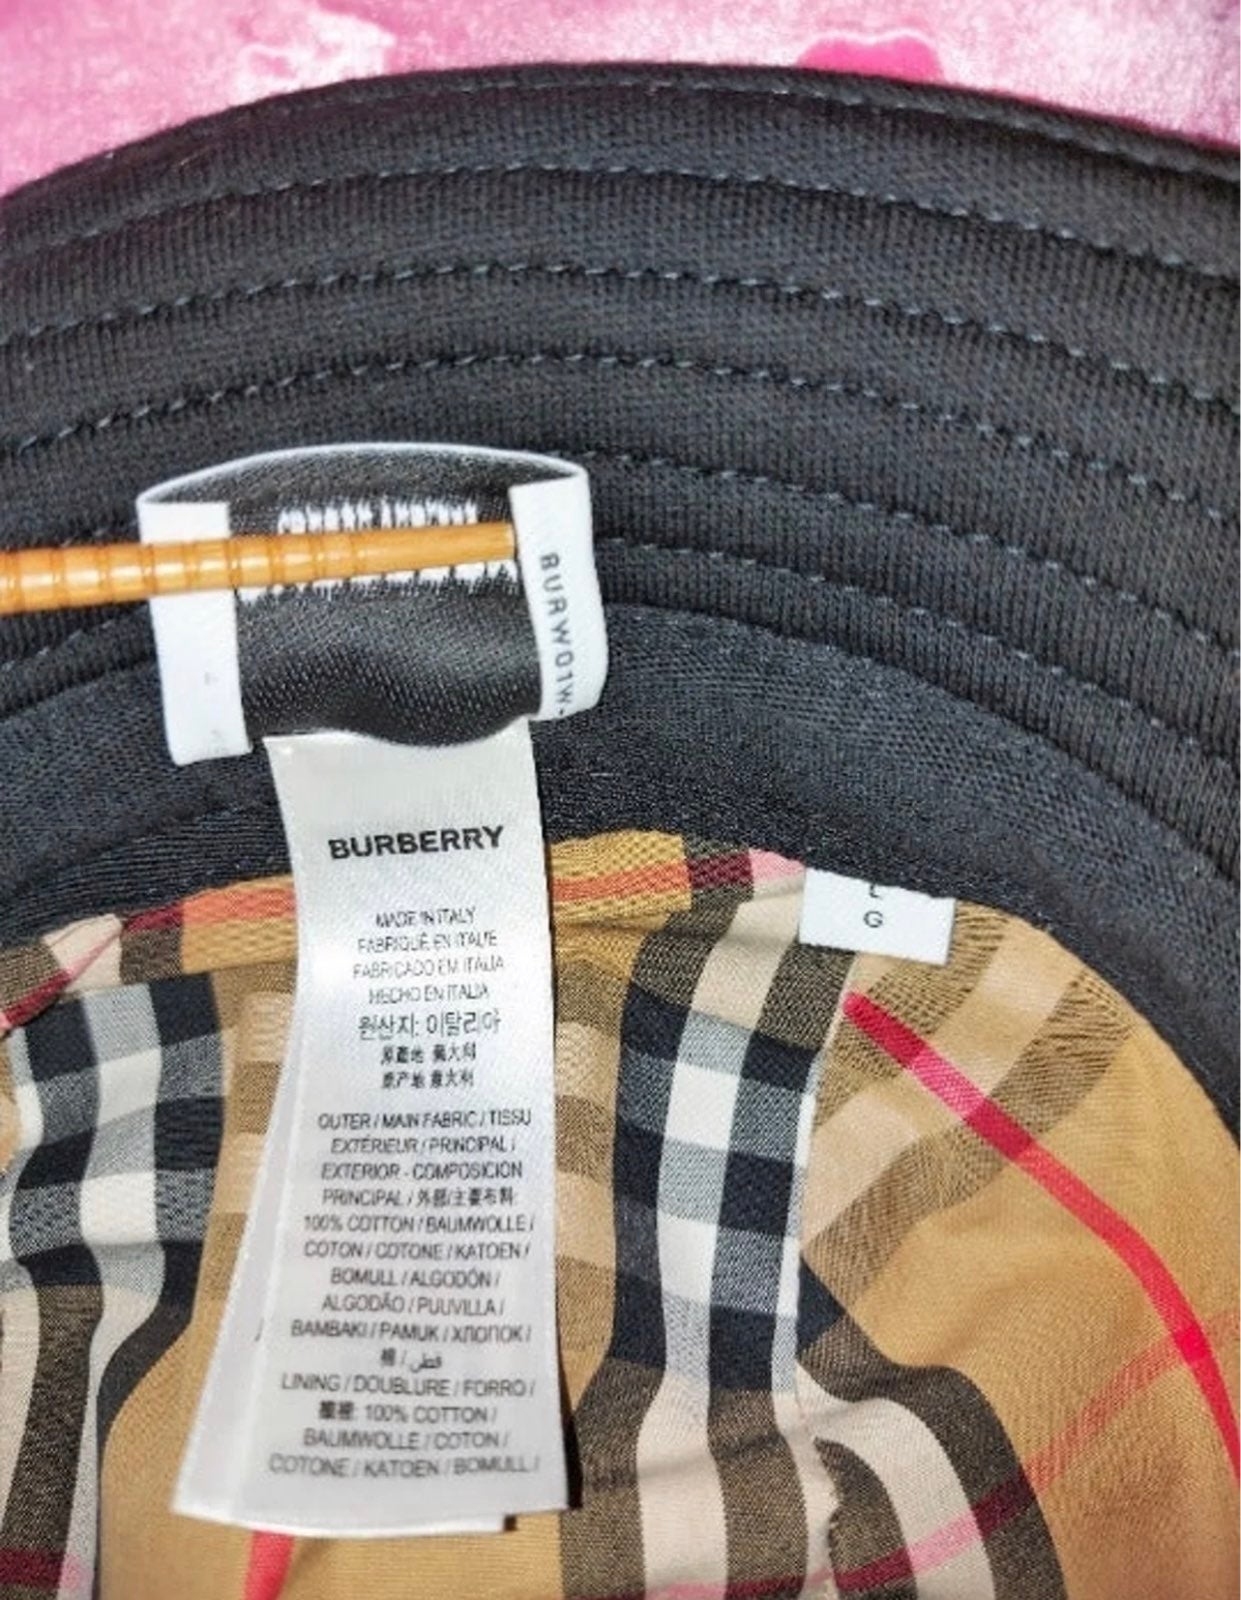 BURW01W
BURBERRY
MADE IN ITALY
FABRIQUÉ EN ITALIE
FABRICADO EM ITÁLIA
HECHO EN ITALIA
원산지: 이탈리아
原產地 義大利
原产地 意大利
OUTER / MAIN FABRIC / TISSU
EXTÉRIEUR / PRINCIPAL /
EXTERIOR - COMPOSICION
PRINCIPAL / 外部/主要布料:
100% COTTON / BAUMWOLLE /
COTON / COTONE / KATOEN /
BOMULL / ALGODÓN /
ALGODÃO / PUUVILLA /
BAMBAKI / PAMUK / ХЛОПОК /
棉 / قطن
LINING / DOUBLURE / FORRO /
100% COTTON /
BAUMWOLLE / COTON /
COTONE / KATOEN / BOMULL /
G